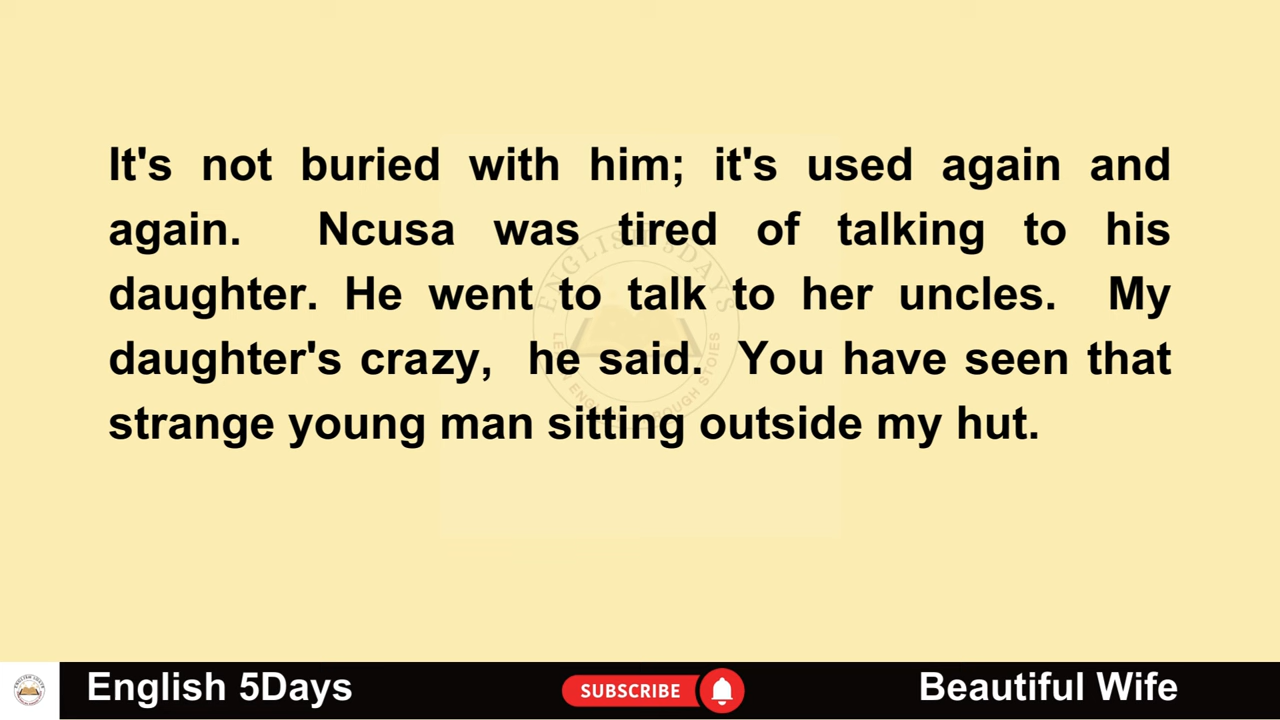 It's not buried with him; it's used again and
again. Ncusa was tired of talking to his
daughter. He went to talk to her uncles. My
daughter's crazy, he said. You have seen that
strange young man sitting outside my hut.
ENGLISH 5DAYS
English 5Days
SUBSCRIBE
Beautiful Wife